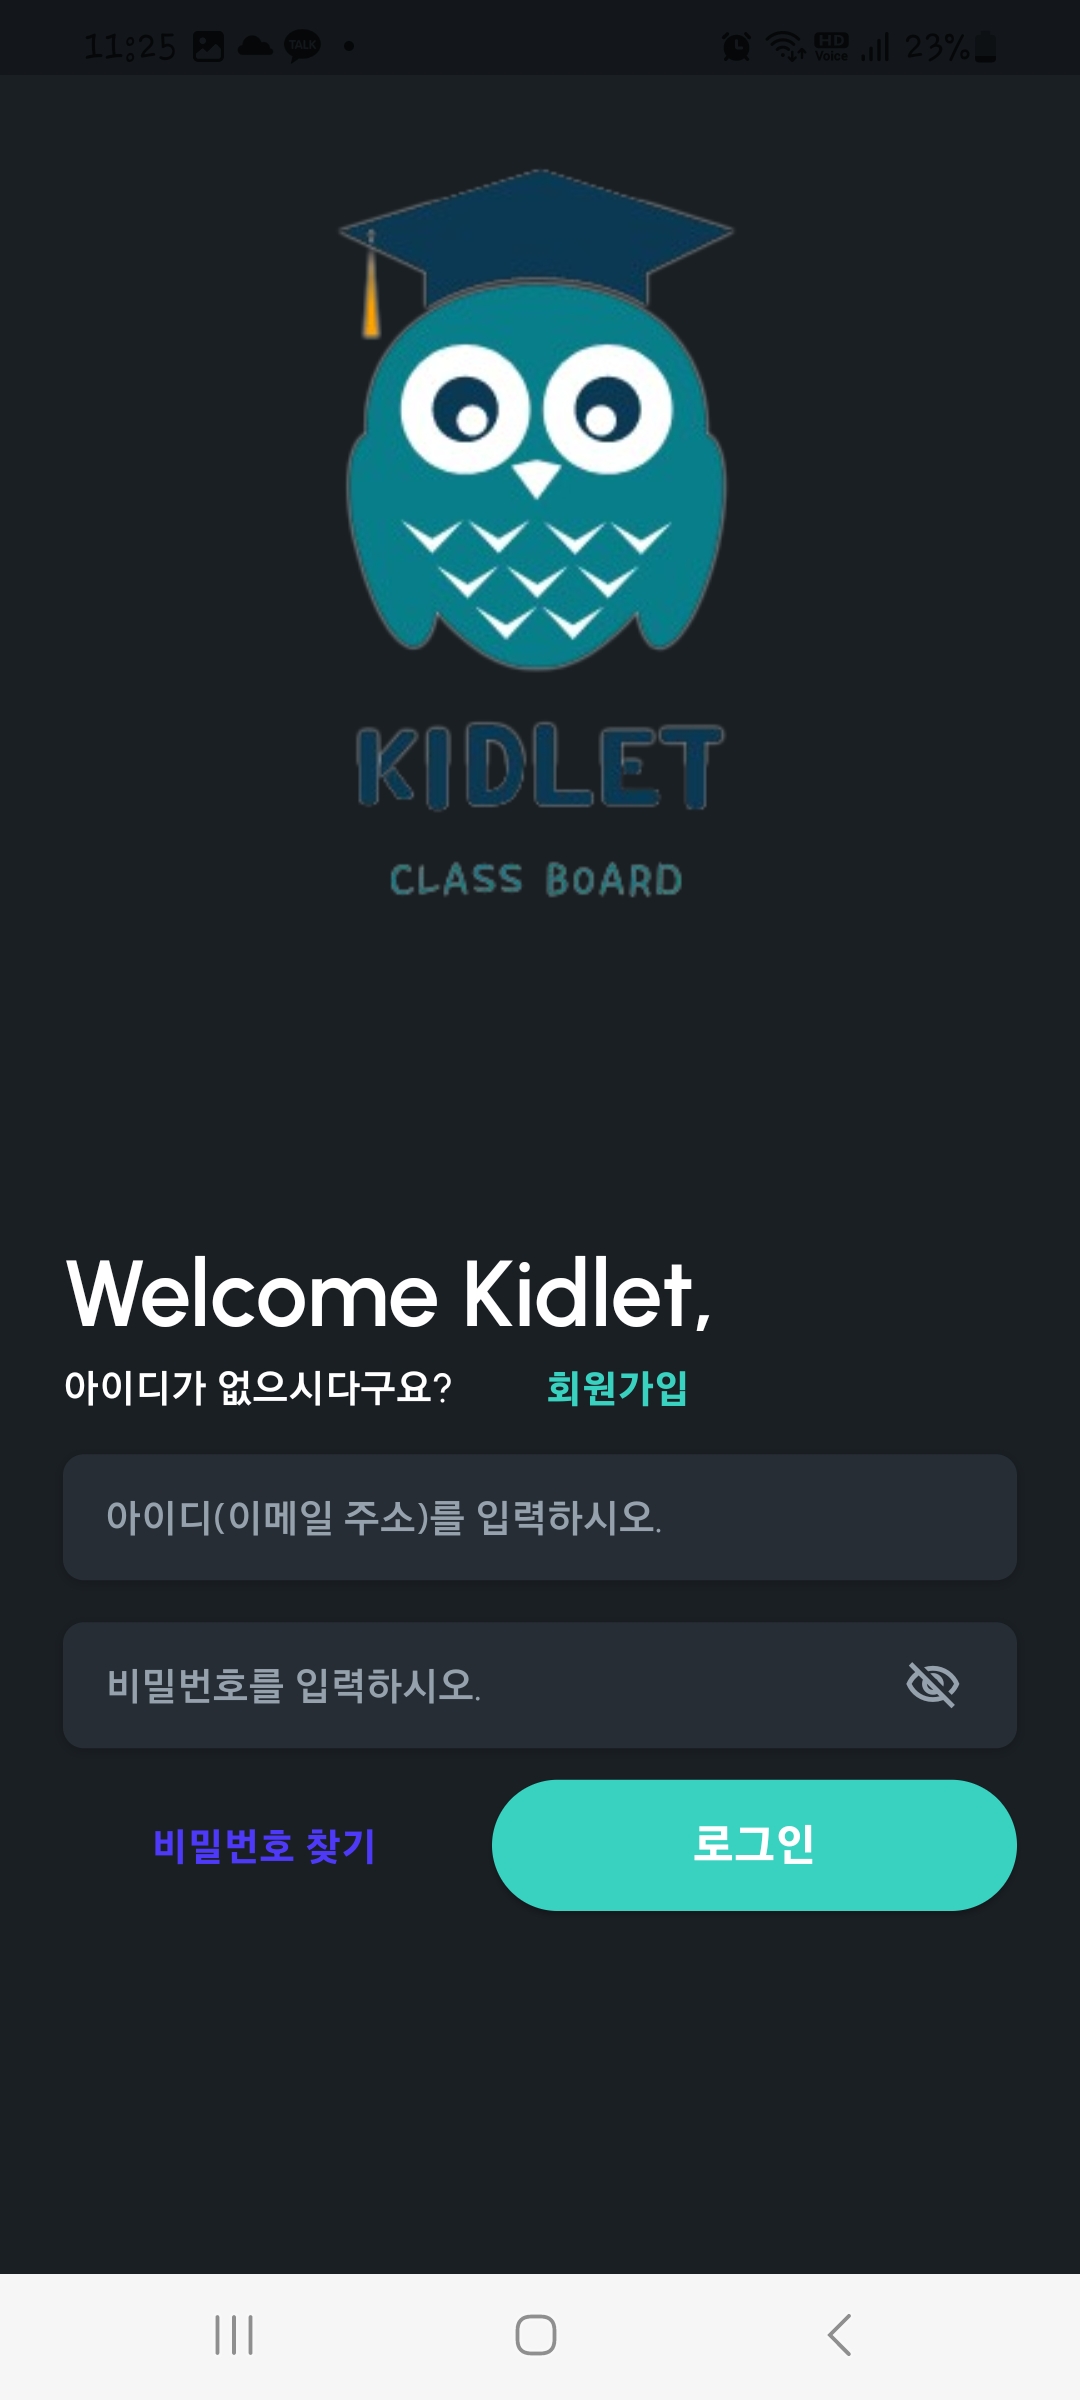 11:25 TALK HD Voice 23%
KIDLET
CLASS BOARD
Welcome Kidlet,
아이디가 없으시다구요? 회원가입
아이디(이메일 주소)를 입력하시오.
비밀번호를 입력하시오.
비밀번호 찾기 로그인